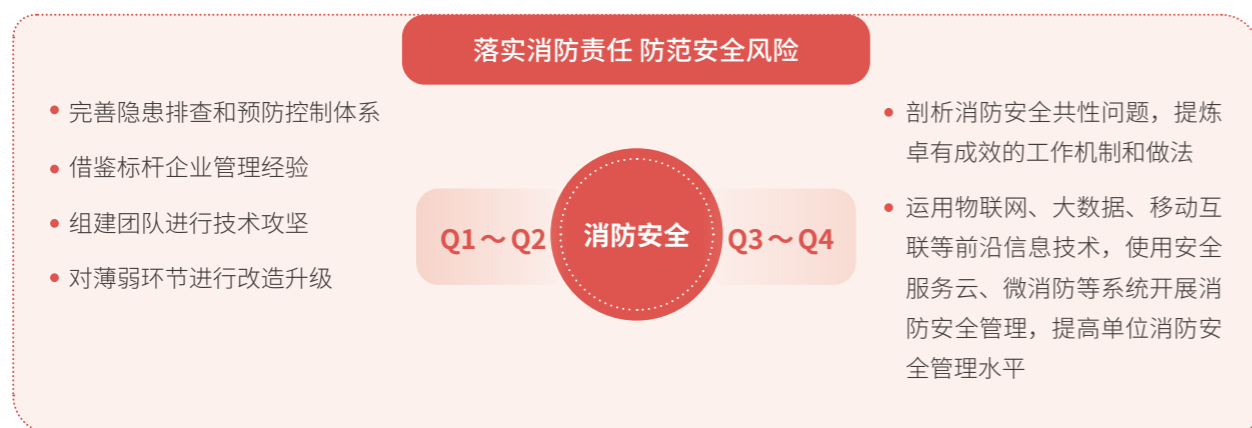 落实消防责任 防范安全风险
• 完善隐患排查和预防控制体系
• 借鉴标杆企业管理经验
• 组建团队进行技术攻坚
• 对薄弱环节进行改造升级
Q1～Q2
消防安全
Q3～Q4
• 剖析消防安全共性问题，提炼
卓有成效的工作机制和做法
• 运用物联网、大数据、移动互
联等前沿信息技术，使用安全
服务云、微消防等系统开展消
防安全管理，提高单位消防安
全管理水平